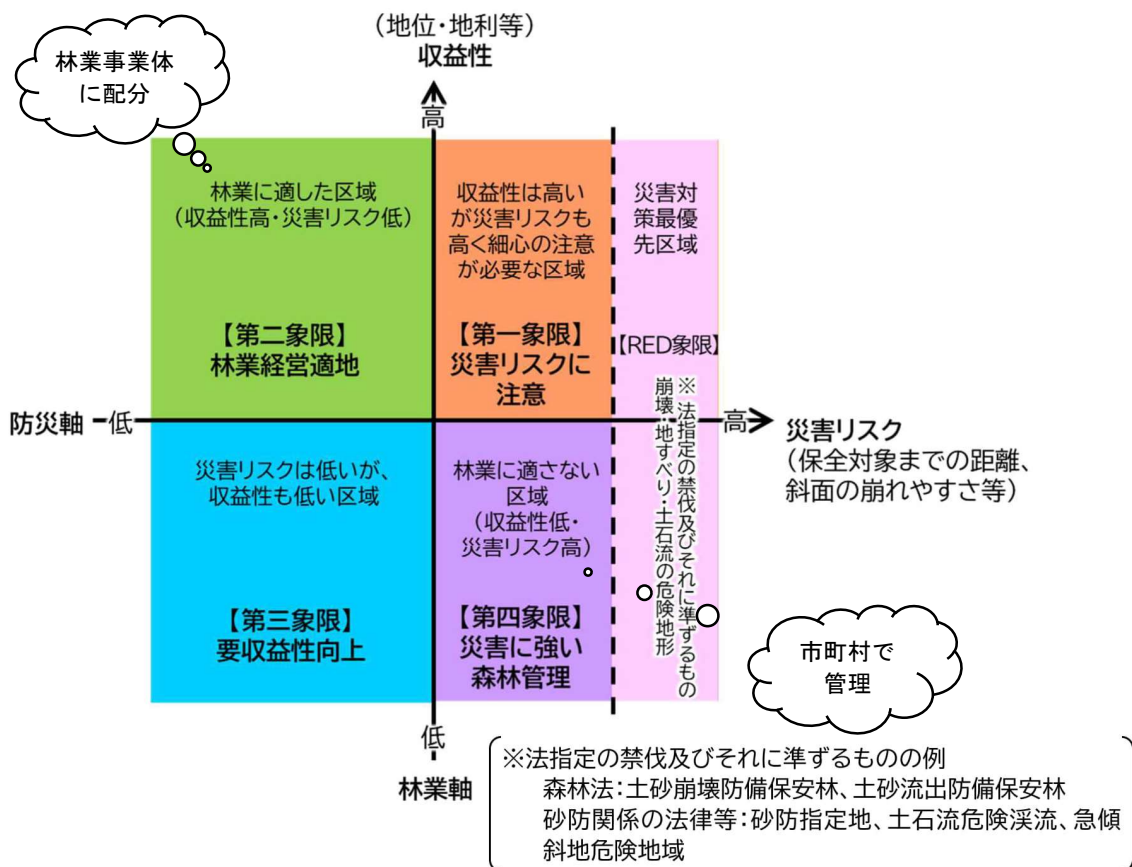 (地位・地利等)
収益性
林業事業体
に配分
高
林業に適した区域
(収益性高・災害リスク低)
【第二象限】
林業経営適地
収益性は高い
が災害リスクも
高く細心の注意
が必要な区域
【第一象限】
災害リスクに
注意
災害対
策最優
先区域
【RED象限】
※ 法指定の禁伐及びそれに準ずるもの
崩壊・地すべり・土石流の危険地形
防災軸
低
高
災害リスク
(保全対象までの距離、
斜面の崩れやすさ等)
災害リスクは低いが、
収益性も低い区域
【第三象限】
要収益性向上
林業に適さない
区域
(収益性低・
災害リスク高)
【第四象限】
災害に強い
森林管理
市町村で
管理
低
林業軸
※法指定の禁伐及びそれに準ずるものの例
森林法:土砂崩壊防備保安林、土砂流出防備保安林
砂防関係の法律等:砂防指定地、土石流危険渓流、急傾
斜地危険地域